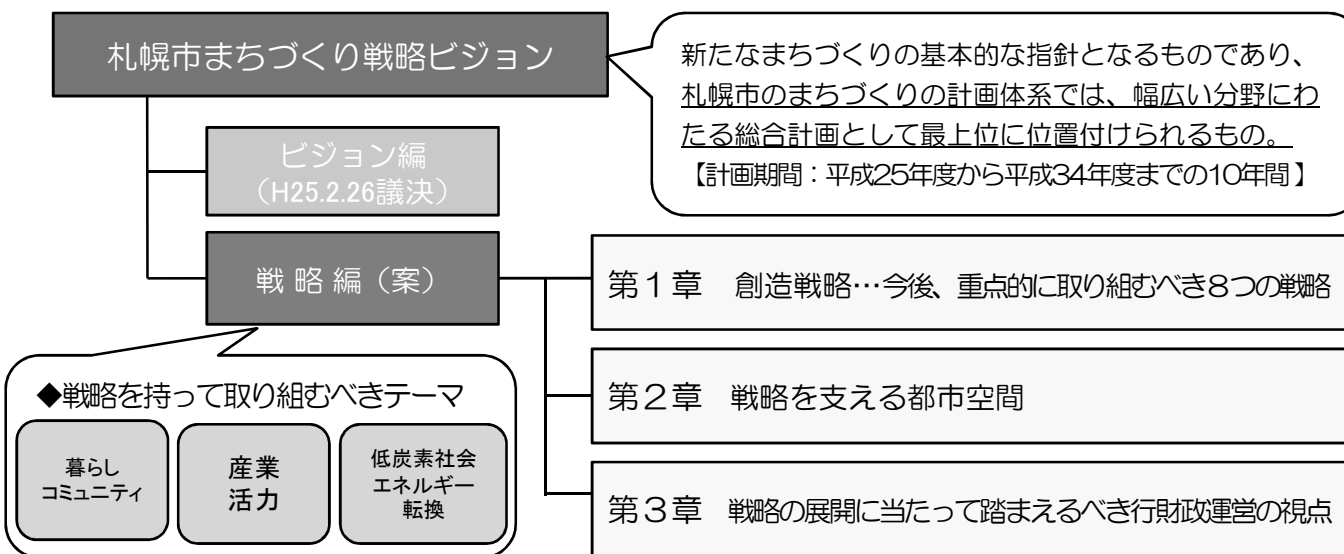 札幌市まちづくり戦略ビジョン
新たなまちづくりの基本的な指針となるものであり、
札幌市のまちづくりの計画体系では、幅広い分野にわ
たる総合計画として最上位に位置付けられるもの。
【計画期間：平成25年度から平成34年度までの10年間】
ビジョン編
（H25.2.26議決）
戦 略 編（案）
第１章　創造戦略…今後、重点的に取り組むべき８つの戦略
第２章　戦略を支える都市空間
第３章　戦略の展開に当たって踏まえるべき行財政運営の視点
◆戦略を持って取り組むべきテーマ
暮らし
コミュニティ
産業
活力
低炭素社会
エネルギー
転換